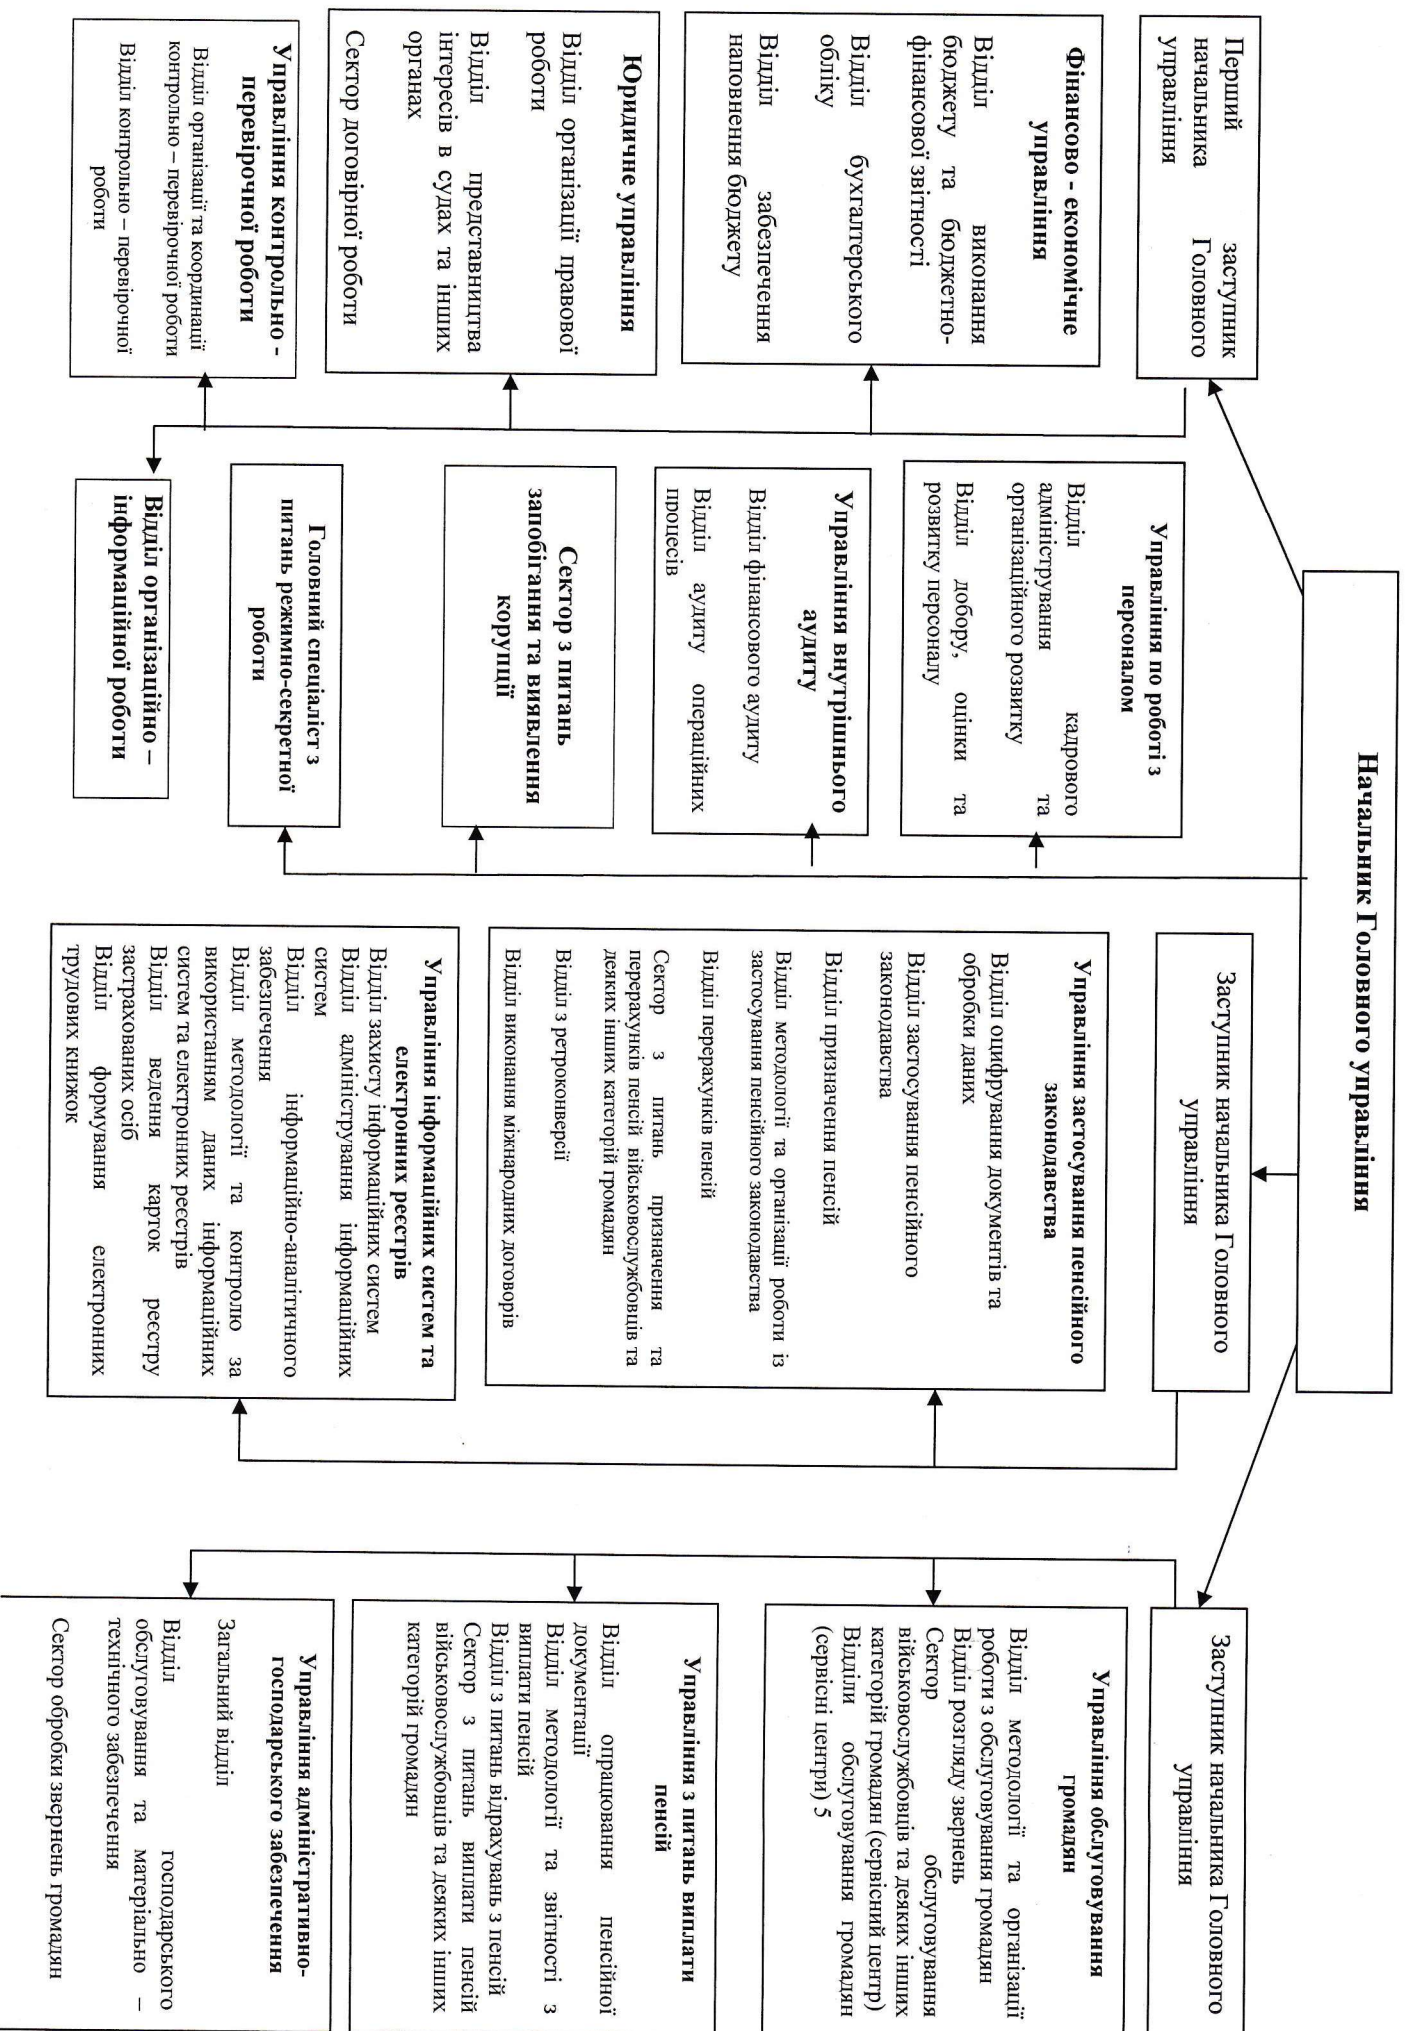 Начальник Головного управління
Перший заступник
начальника Головного
управління
Фінансово - економічне
управління
Відділ виконання
бюджету та бюджетно-
фінансової звітності
Відділ бухгалтерського
обліку
Відділ забезпечення
наповнення бюджету
Юридичне управління
Відділ організації правової
роботи
Відділ представництва
інтересів в судах та інших
органах
Сектор договірної роботи
Управління контрольно -
перевірочної роботи
Відділ організації та координації
контрольно – перевірочної роботи
Відділ контрольно – перевірочної
роботи
Управління по роботі з
персоналом
Відділ кадрового
адміністрування та
організаційного розвитку
Відділ добору, оцінки та
розвитку персоналу
Управління внутрішнього
аудиту
Відділ фінансового аудиту
Відділ аудиту операційних
процесів
Сектор з питань
запобігання та виявлення
корупції
Головний спеціаліст з
питань режимно-секретної
роботи
Відділ організаційно –
інформаційної роботи
Заступник начальника Головного
управління
Управління застосування пенсійного
законодавства
Відділ оцифрування документів та
обробки даних
Відділ застосування пенсійного
законодавства
Відділ призначення пенсій
Відділ методології та організації роботи із
застосування пенсійного законодавства
Відділ перерахунків пенсій
Сектор з питань призначення та
перерахунків пенсій військовослужбовців та
деяких інших категорій громадян
Відділ з ретроконверсії
Відділ виконання міжнародних договорів
Управління інформаційних систем та
електронних реєстрів
Відділ захисту інформаційних систем
Відділ адміністрування інформаційних
систем
Відділ інформаційно-аналітичного
забезпечення
Відділ методології та контролю за
використанням даних інформаційних
систем та електронних реєстрів
Відділ ведення карток реєстру
застрахованих осіб
Відділ формування електронних
трудових книжок
Заступник начальника Головного
управління
Управління обслуговування
громадян
Відділ методології та організації
роботи з обслуговування громадян
Відділ розгляду звернень
Сектор обслуговування
військовослужбовців та деяких інших
категорій громадян (сервісний центр)
Відділи обслуговування громадян
(сервісні центри) 5
Управління з питань виплати
пенсій
Відділ опрацювання пенсійної
документації
Відділ методології та звітності з
виплати пенсій
Відділ з питань відрахувань з пенсій
Сектор з питань виплати пенсій
військовослужбовців та деяких інших
категорій громадян
Управління адміністративно-
господарського забезпечення
Загальний відділ
Відділ господарського
обслуговування та матеріально –
технічного забезпечення
Сектор обробки звернень громадян